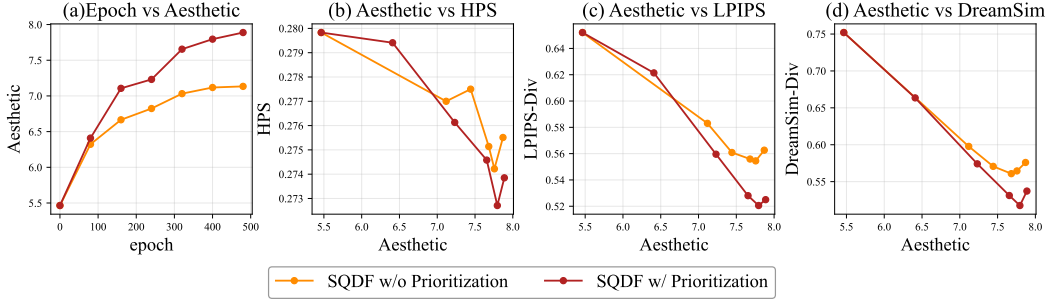 (a)Epoch vs Aesthetic
8.0
7.5
7.0
6.5
6.0
5.5
0 100 200 300 400 500
Aesthetic
epoch
(b) Aesthetic vs HPS
0.280
0.279
0.278
0.277
0.276
0.275
0.274
0.273
5.5 6.0 6.5 7.0 7.5 8.0
HPS
Aesthetic
(c) Aesthetic vs LPIPS
0.64
0.62
0.60
0.58
0.56
0.54
0.52
5.5 6.0 6.5 7.0 7.5 8.0
LPIPS-Div
Aesthetic
(d) Aesthetic vs DreamSim
0.75
0.70
0.65
0.60
0.55
5.5 6.0 6.5 7.0 7.5 8.0
DreamSim-Div
Aesthetic
SQDF w/o Prioritization
SQDF w/ Prioritization